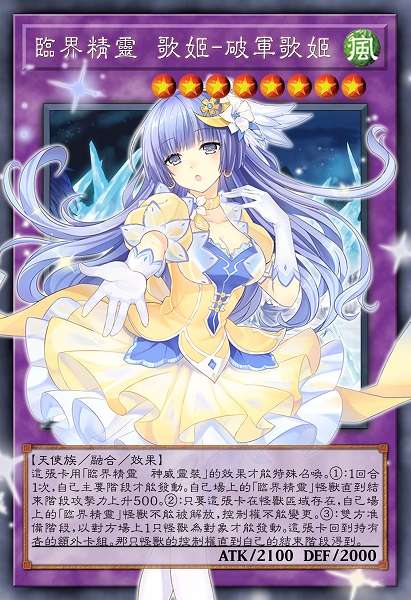 臨界精靈 歌姬-破軍歌姬
風
【天使族／融合／效果】
這張卡用「臨界精靈 神威靈裝」的效果才能特殊召喚。①:1回合
1次,自己主要階段才能發動。自己場上的「臨界精靈」怪獸直到結
束階段攻擊力上升500。②:只要這張卡在怪獸區域存在,自己場
上的「臨界精靈」怪獸不能被解放,控制權不能變更。③:雙方準
備階段,以對方場上1只怪獸為對象才能發動。這張卡回到持有
者的額外卡組。那只怪獸的控制權直到自己的結束階段得到。
ATK/2100 DEF/2000